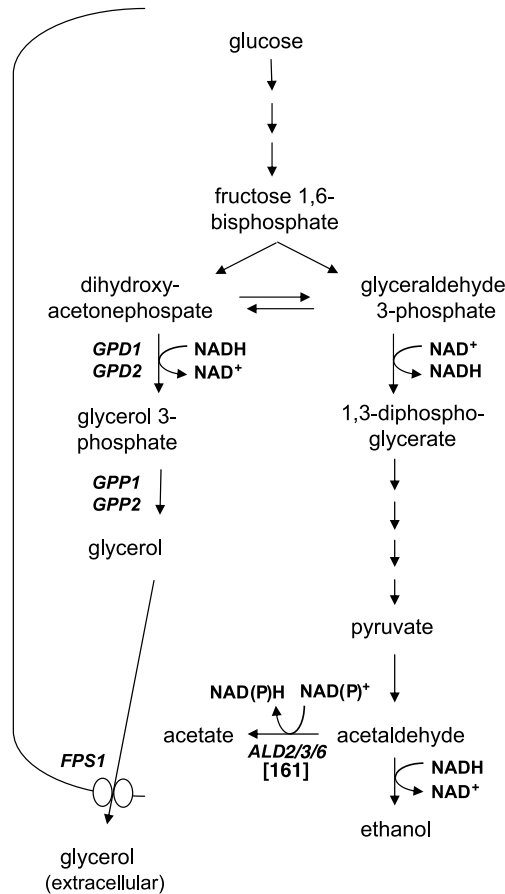 glucose
fructose 1,6-
bisphosphate
dihydroxy-
acetonephospate
glyceraldehyde
3-phosphate
GPD1
GPD2
NADH
NAD⁺
NAD⁺
NADH
glycerol 3-
phosphate
1,3-diphospho-
glycerate
GPP1
GPP2
glycerol
pyruvate
NAD(P)H
NAD(P)⁺
acetate
acetaldehyde
ALD2/3/6
[161]
FPS1
NADH
NAD⁺
ethanol
glycerol
(extracellular)